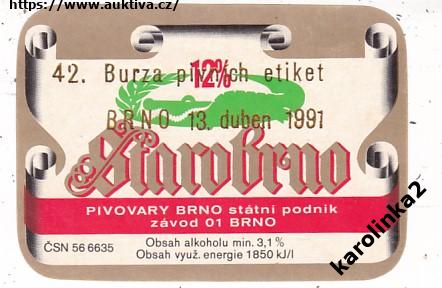 https://www.auktiva.cz/
12%
42. Burza pivních etiket
BRNO 13. duben 1991
Starobrno
PIVOVARY BRNO státní podnik
závod 01 BRNO
ČSN 56 6635
Obsah alkoholu min. 3,1 %
Obsah využ. energie 1850 kJ/l
karolinka2